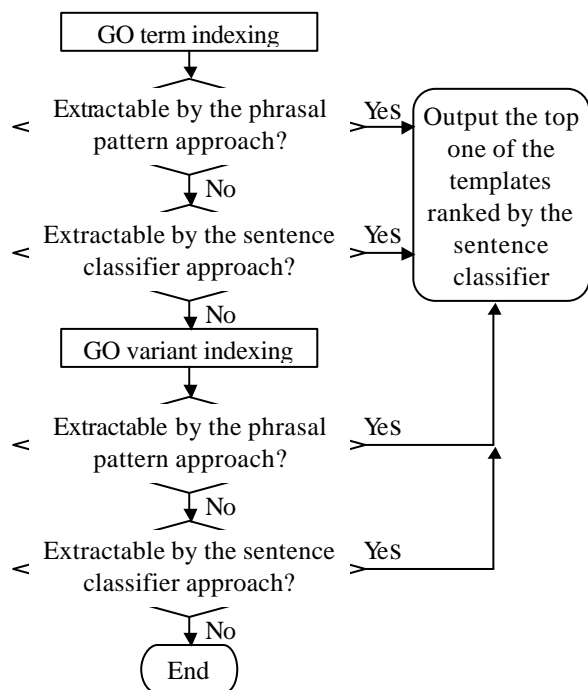 GO term indexing
Extractable by the phrasal
pattern approach?
Yes
Output the top
one of the
templates
ranked by the
sentence
classifier
No
Extractable by the sentence
classifier approach?
Yes
No
GO variant indexing
Extractable by the phrasal
pattern approach?
Yes
No
Extractable by the sentence
classifier approach?
Yes
No
End